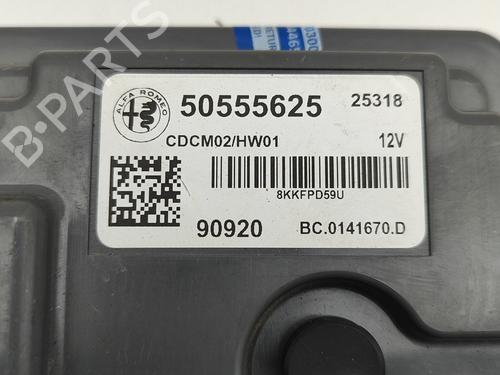 B-PARTS
ALFA ROMEO
50555625 25318
CDCM02/HW01 12V
8KKFPD59U
90920 BC.0141670.D